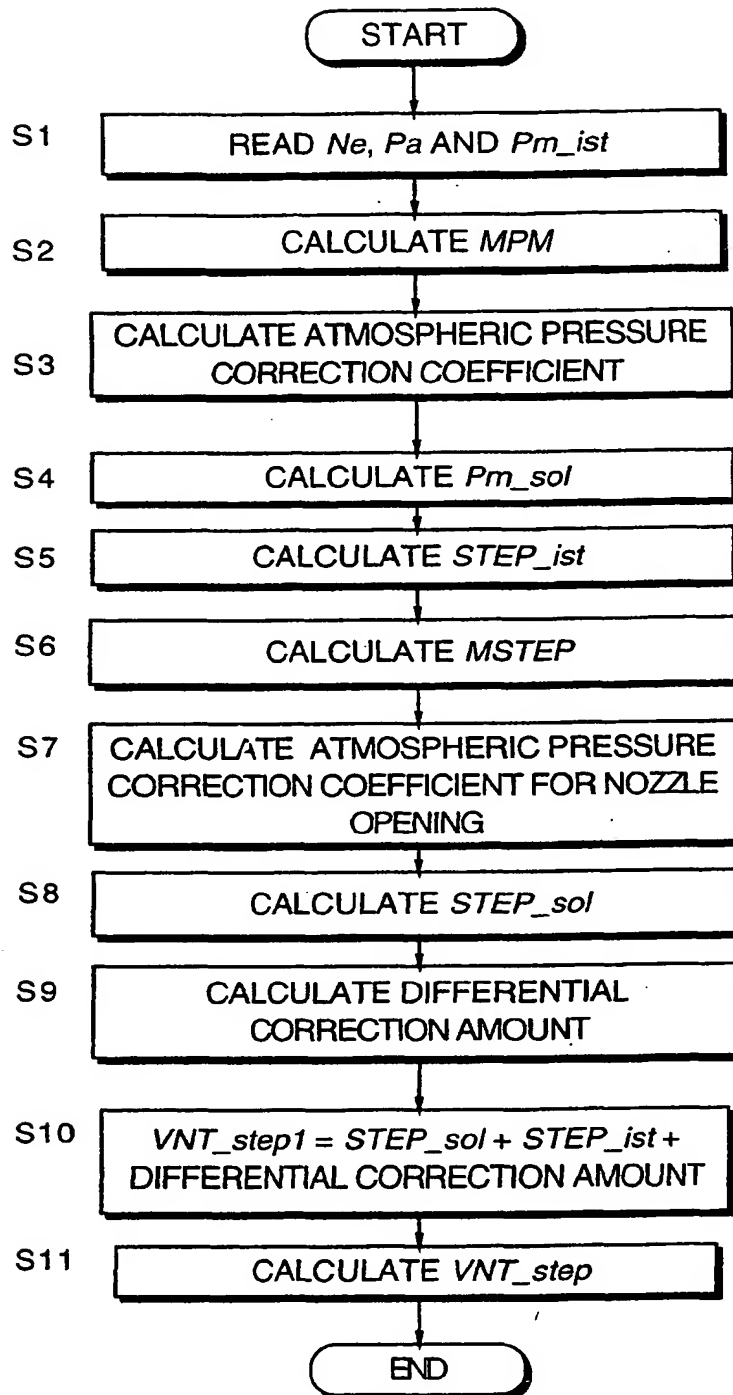 START
S1
READ Ne, Pa AND Pm_ist
S2
CALCULATE MPM
S3
CALCULATE ATMOSPHERIC PRESSURE
CORRECTION COEFFICIENT
S4
CALCULATE Pm_sol
S5
CALCULATE STEP_ist
S6
CALCULATE MSTEP
S7
CALCULATE ATMOSPHERIC PRESSURE
CORRECTION COEFFICIENT FOR NOZZLE
OPENING
S8
CALCULATE STEP_sol
S9
CALCULATE DIFFERENTIAL
CORRECTION AMOUNT
S10
VNT_step1 = STEP_sol + STEP_ist +
DIFFERENTIAL CORRECTION AMOUNT
S11
CALCULATE VNT_step
END